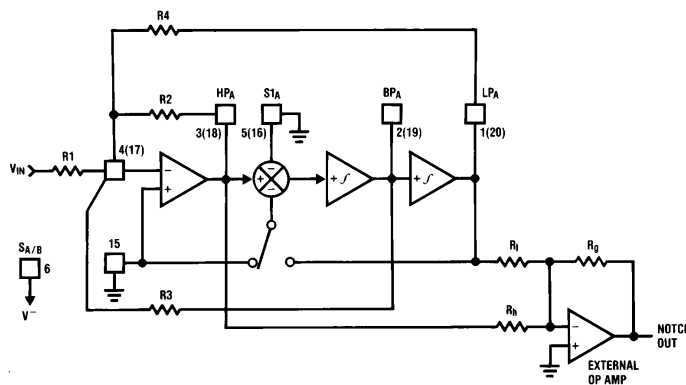 R4
R2
HPA
S1A
BPA
LPA
3(18)
5(16)
2(19)
1(20)
4(17)
VIN
R1
−
+
+
−
−
+ ∫
+ ∫
SA/B
6
V−
15
R3
Rl
Rg
Rh
−
+
NOTCH
OUT
EXTERNAL
OP AMP